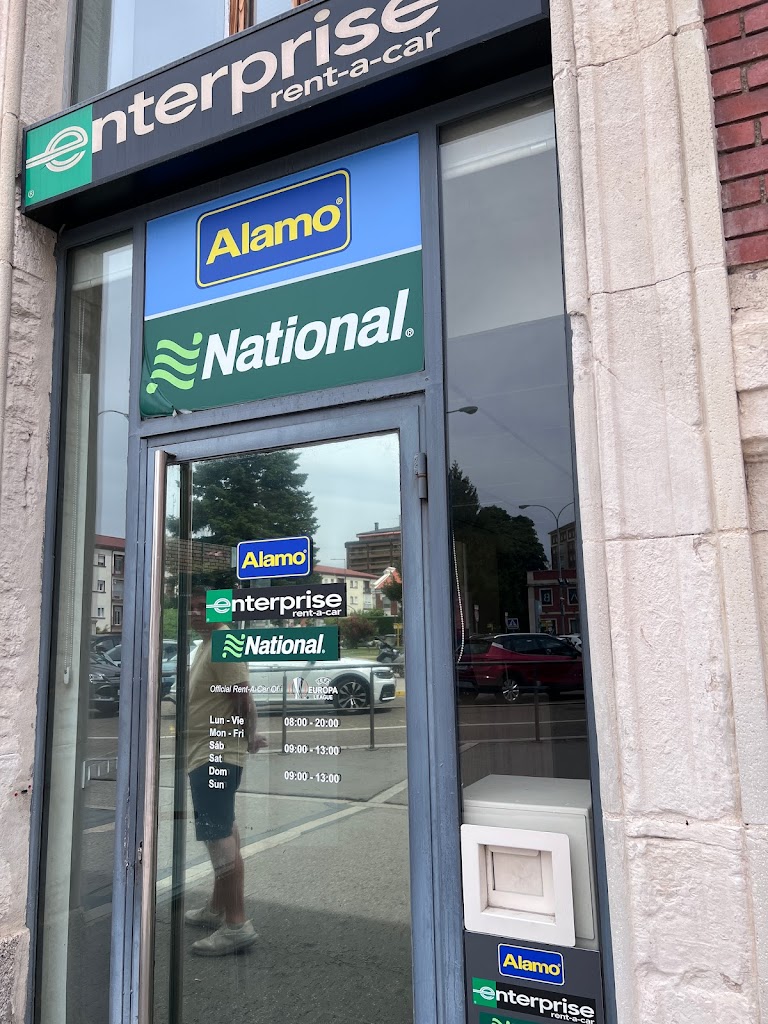 enterprise
rent-a-car
®
Alamo®
National®
Alamo®
enterprise
rent-a-car
National®
Official Rent-A-Car Of
EUROPA
LEAGUE
Lun - Vie 08:00 - 20:00
Mon - Fri
Sáb 09:00 - 13:00
Sat
Dom 09:00 - 13:00
Sun
Alamo®
enterprise
rent-a-car